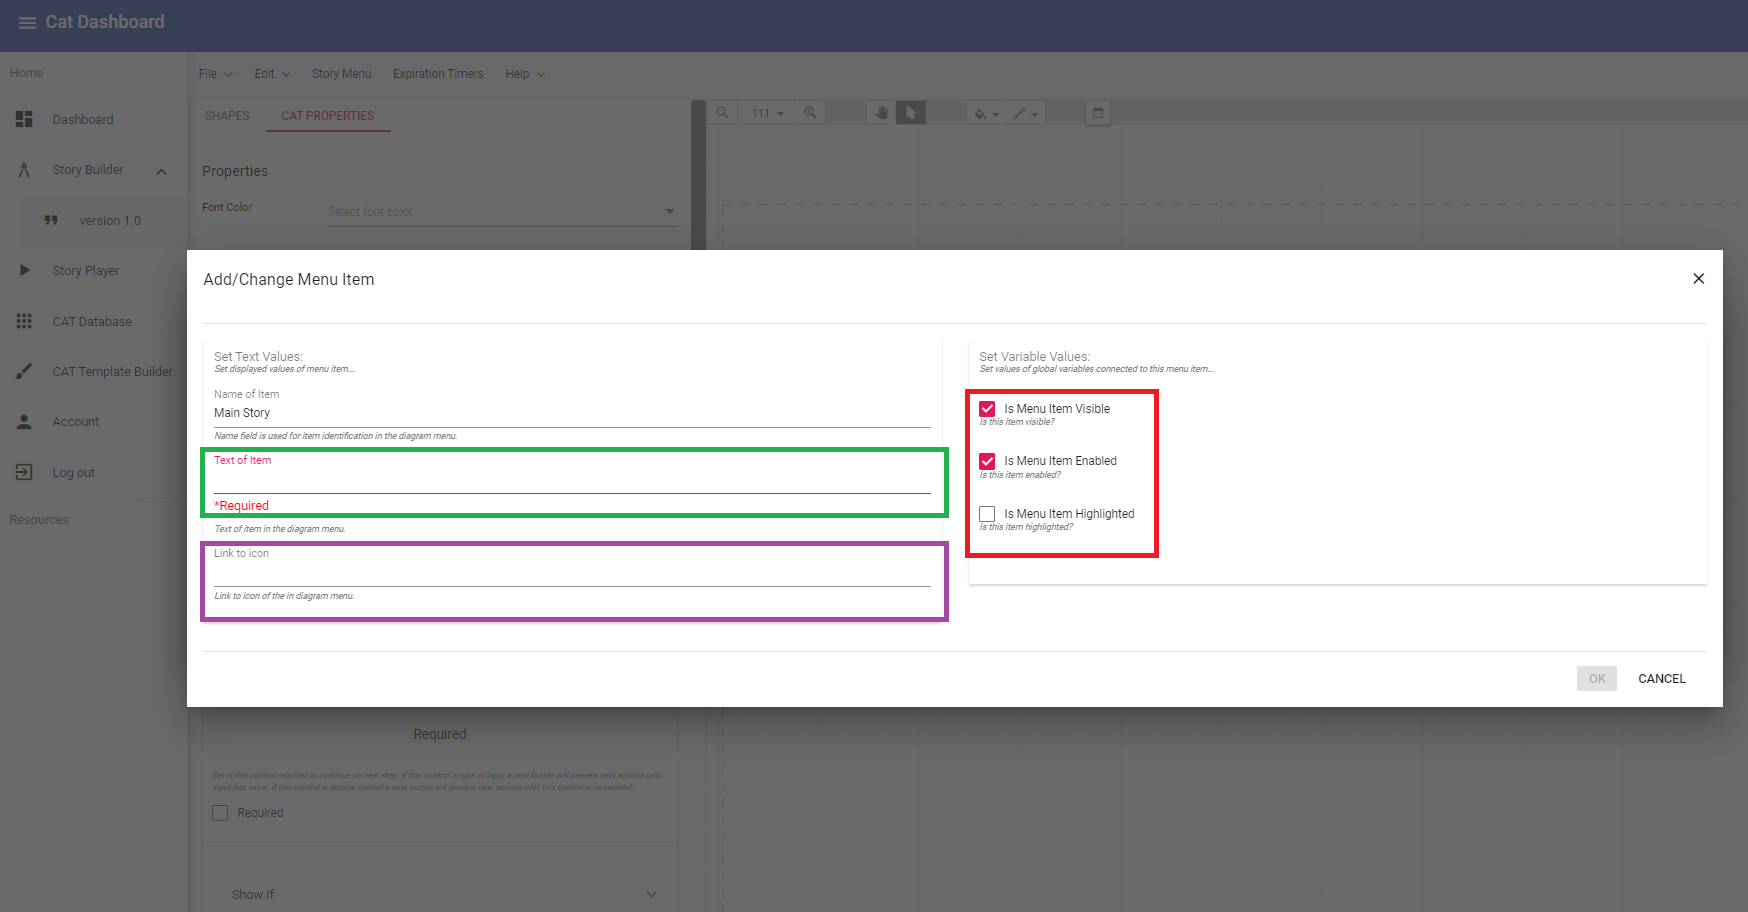 Cat Dashboard
Home
Dashboard
Story Builder
version 1.0
Story Player
CAT Database
CAT Template Builder
Account
Log out
Resources
File Edit Story Menu Expiration Timers Help
SHAPES CAT PROPERTIES
111
Properties
Font Color
Select font color
Add/Change Menu Item
Set Text Values:
Set displayed values of menu item...
Name of Item
Main Story
Name field is used for item identification in the diagram menu.
Text of Item
*Required
Text of item in the diagram menu.
Link to icon
Link to icon of the in diagram menu.
Set Variable Values:
Set values of global variables connected to this menu item...
Is Menu Item Visible
Is this item visible?
Is Menu Item Enabled
Is this item enabled?
Is Menu Item Highlighted
Is this item highlighted?
OK CANCEL
Required
Set is this control required to continue on next step. If this control is type of input a next button will prevent next actions until
input has value. If this control is display control a next button will prevent next actions until this control is consumed.
Required
Show If